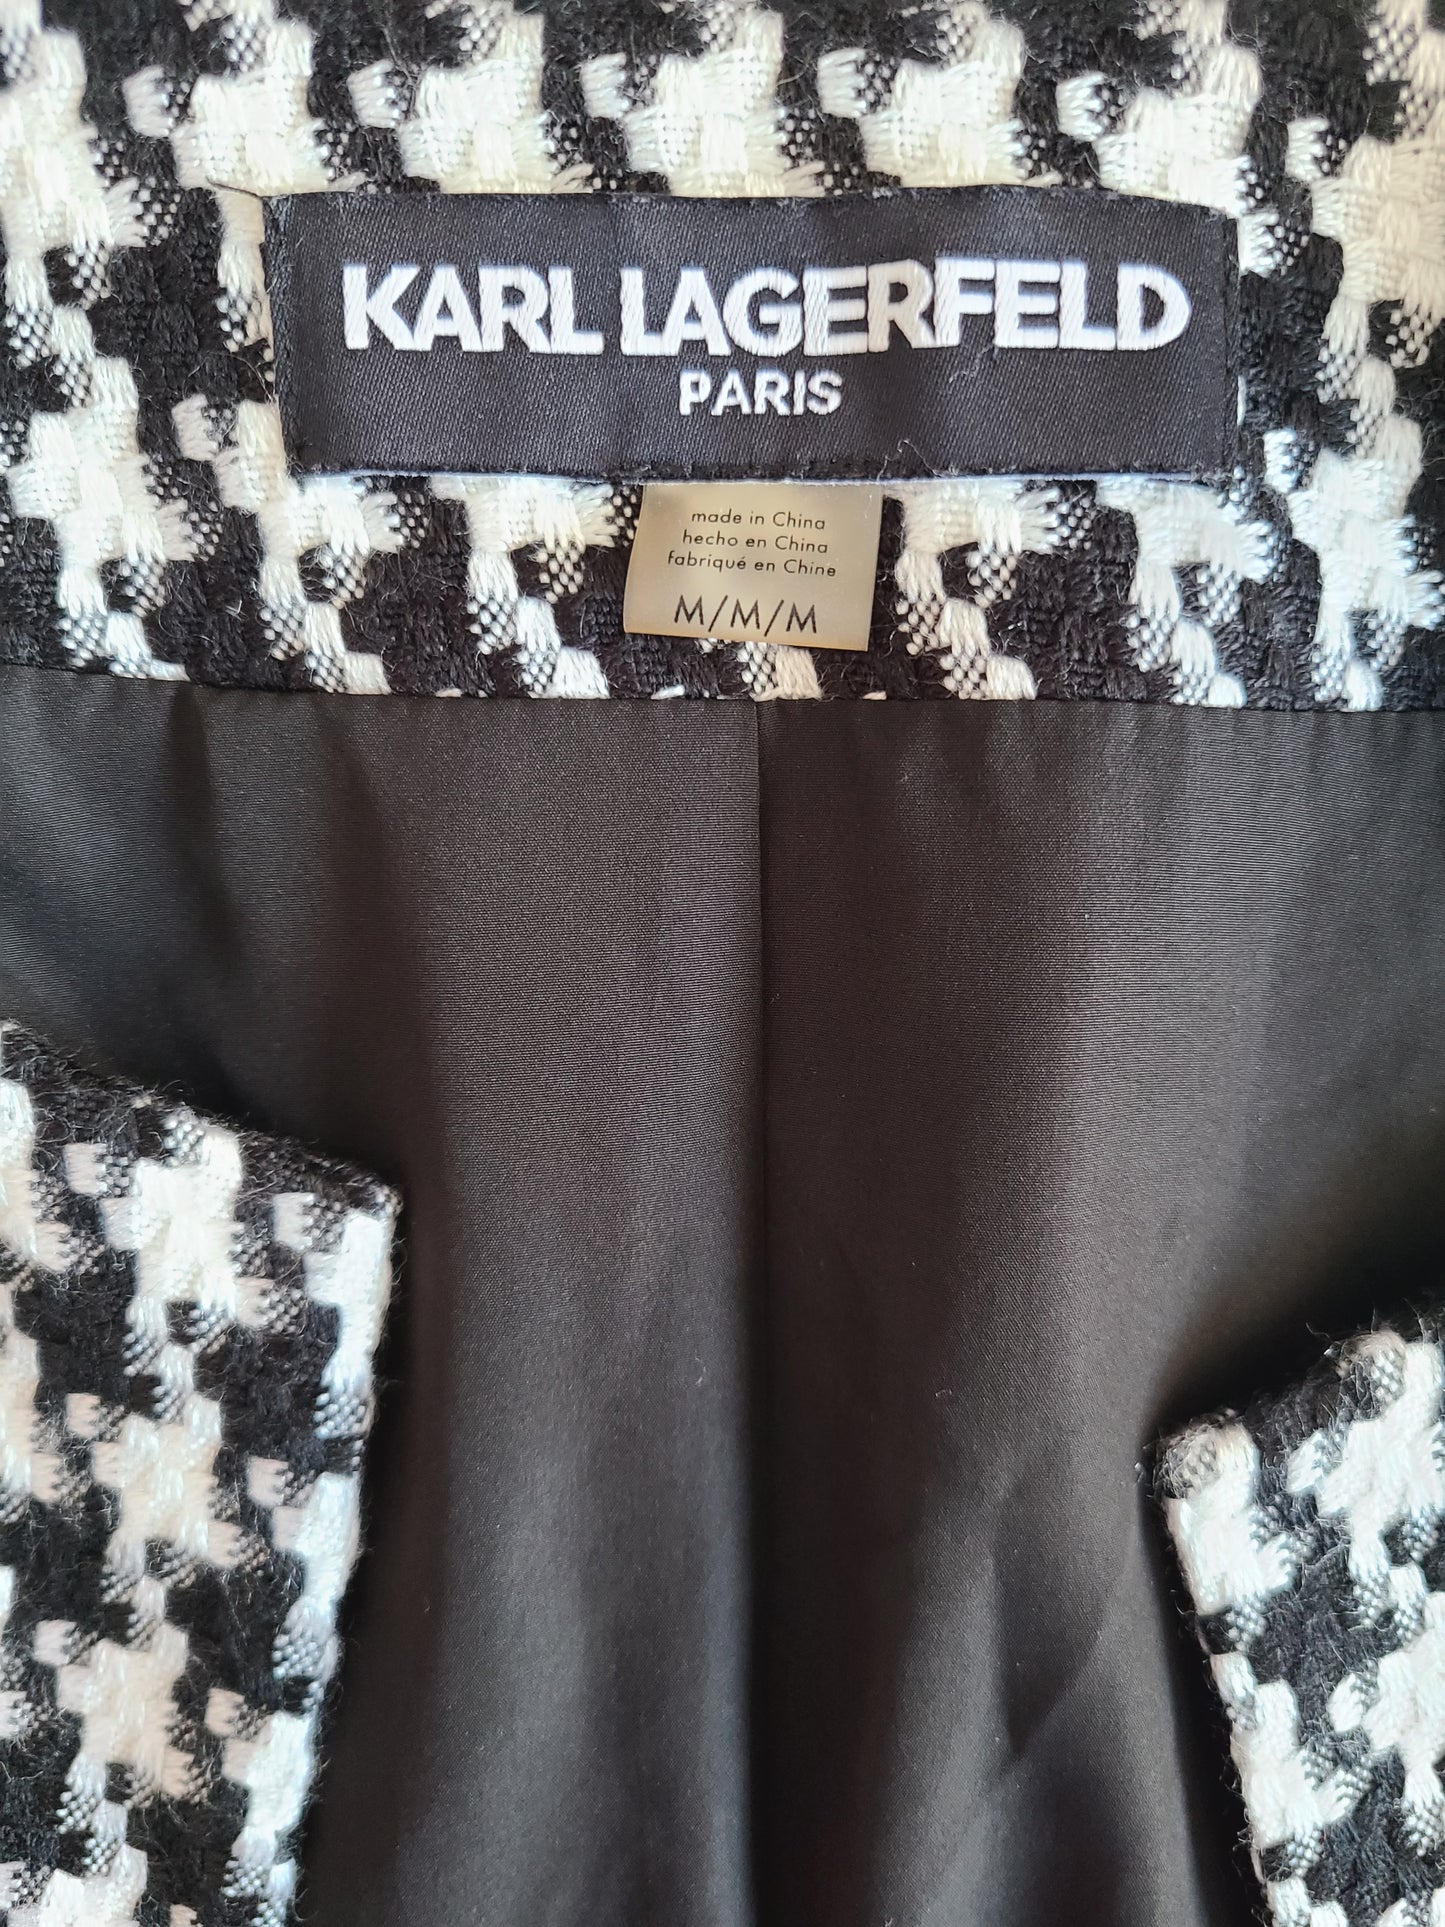 KARL LAGERFELD
PARIS
made in China
hecho en China
fabriqué en Chine
M/M/M